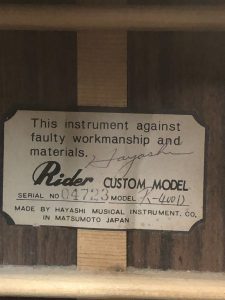 This instrument against
faulty workmanship and
materials. Hayashi
Rider CUSTOM MODEL
SERIAL NO 04723 MODEL R-400D
MADE BY HAYASHI MUSICAL INSTRUMENT, CO,
IN MATSUMOTO JAPAN